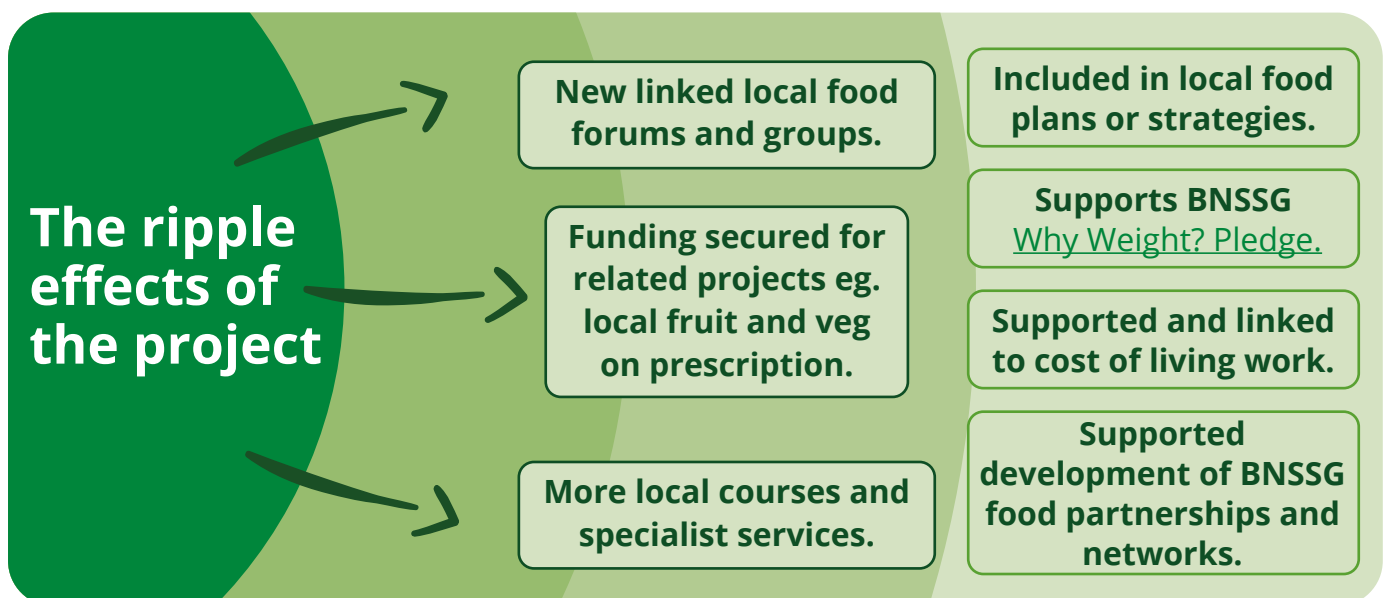 The ripple
effects of
the project
New linked local food
forums and groups.
Funding secured for
related projects eg.
local fruit and veg
on prescription.
More local courses and
specialist services.
Included in local food
plans or strategies.
Supports BNSSG
Why Weight? Pledge.
Supported and linked
to cost of living work.
Supported
development of BNSSG
food partnerships and
networks.